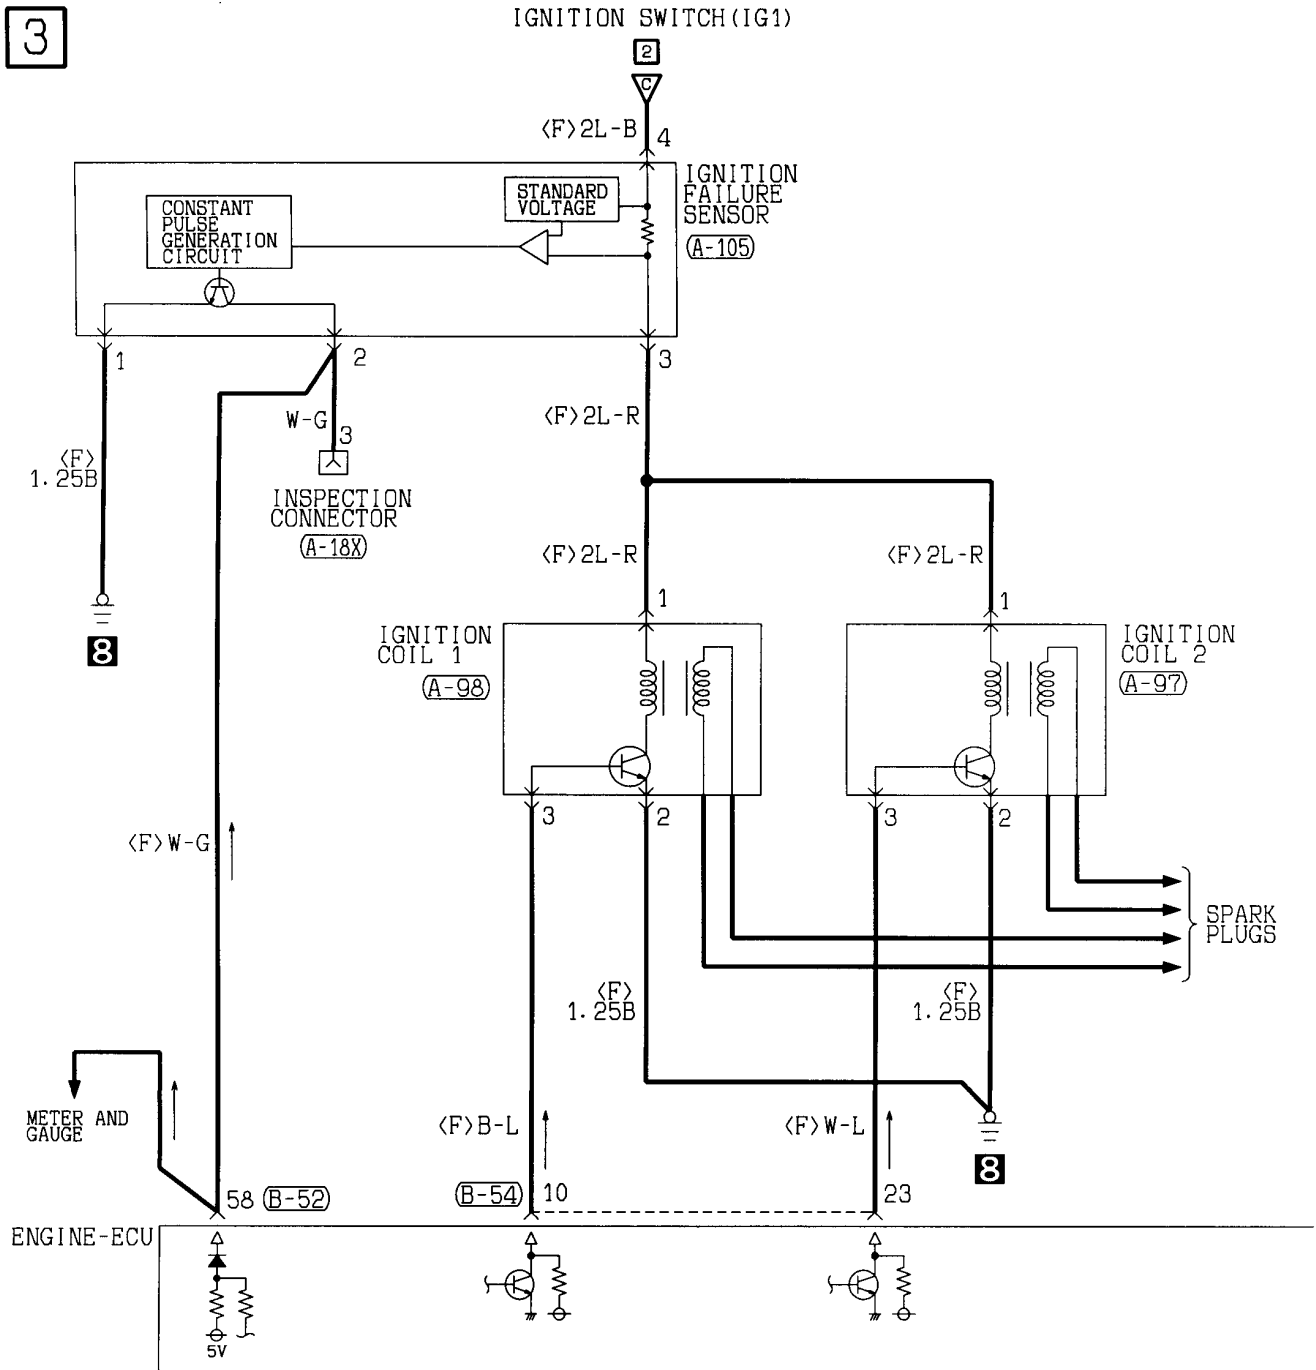 3
IGNITION SWITCH(IG1)
2
C
<F>2L-B
4
IGNITION
FAILURE
SENSOR
(A-105)
STANDARD
VOLTAGE
CONSTANT
PULSE
GENERATION
CIRCUIT
1
2
3
W-G
3
<F>2L-R
<F>
1.25B
INSPECTION
CONNECTOR
(A-18X)
<F>2L-R
<F>2L-R
8
1
1
IGNITION
COIL 1
(A-98)
IGNITION
COIL 2
(A-97)
3
2
3
2
<F>W-G
SPARK
PLUGS
<F>
1.25B
<F>
1.25B
METER AND
GAUGE
<F>B-L
<F>W-L
8
58
(B-52)
(B-54)
10
23
ENGINE-ECU
5V